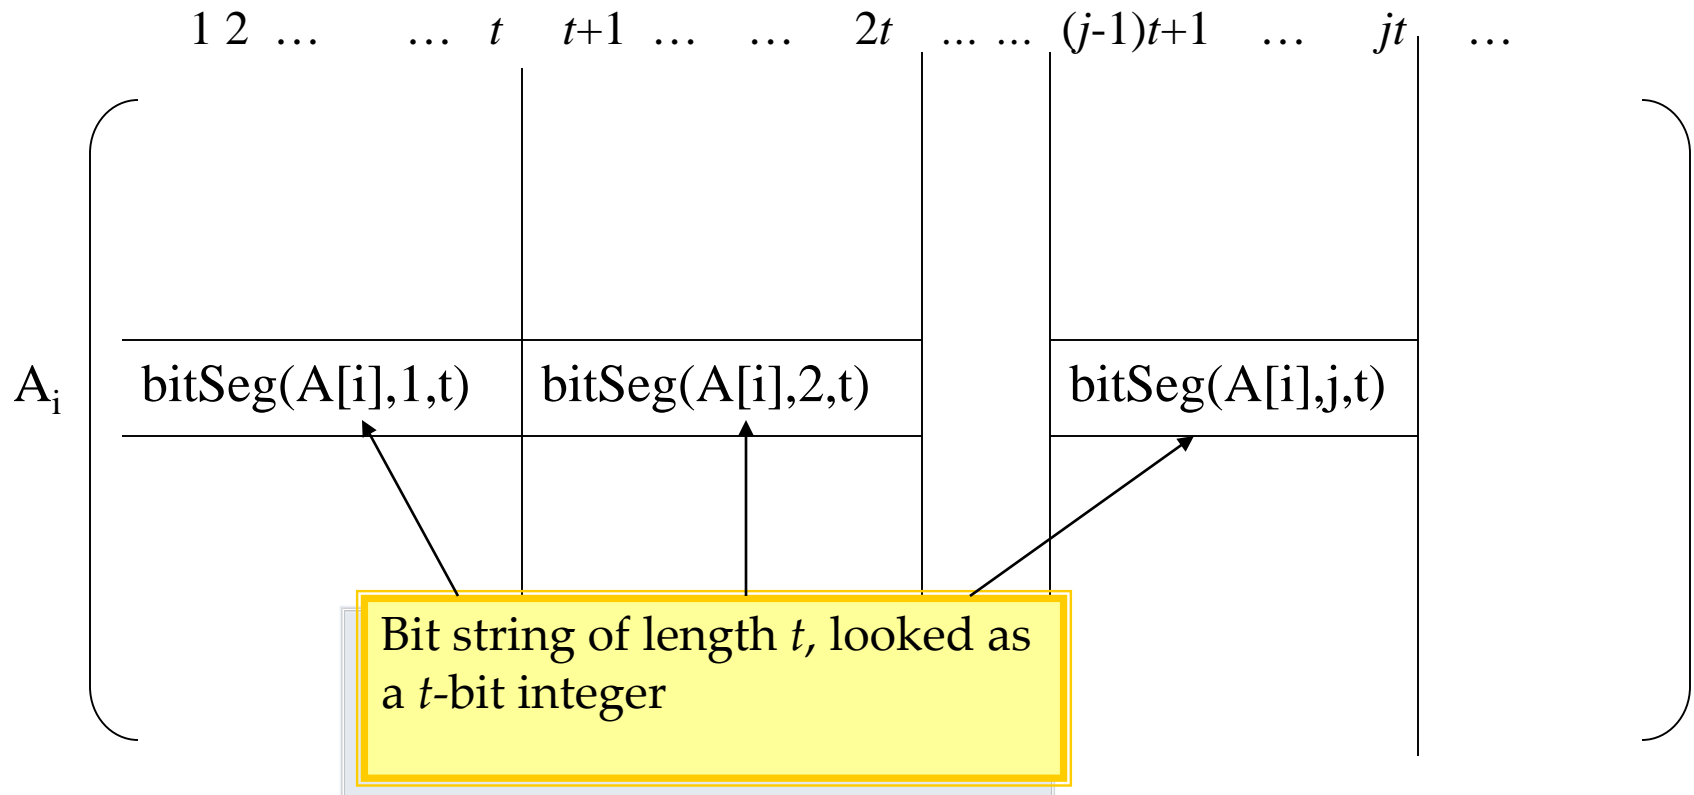 1 2 … … t t+1 … … 2t ... ... (j-1)t+1 … jt …
Ai bitSeg(A[i],1,t) bitSeg(A[i],2,t) bitSeg(A[i],j,t)
Bit string of length t, looked as
a t-bit integer